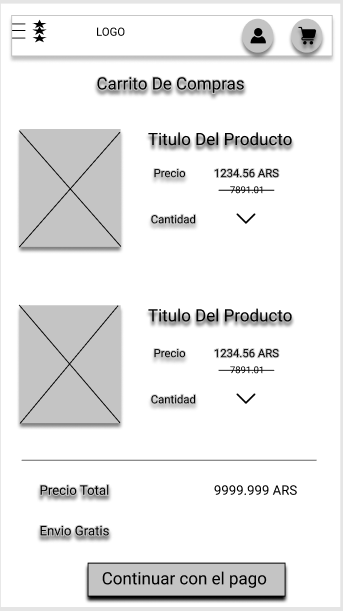 LOGO
Carrito De Compras
Titulo Del Producto
Precio 1234.56 ARS
7891.01
Cantidad
Titulo Del Producto
Precio 1234.56 ARS
7891.01
Cantidad
Precio Total 9999.999 ARS
Envio Gratis
Continuar con el pago